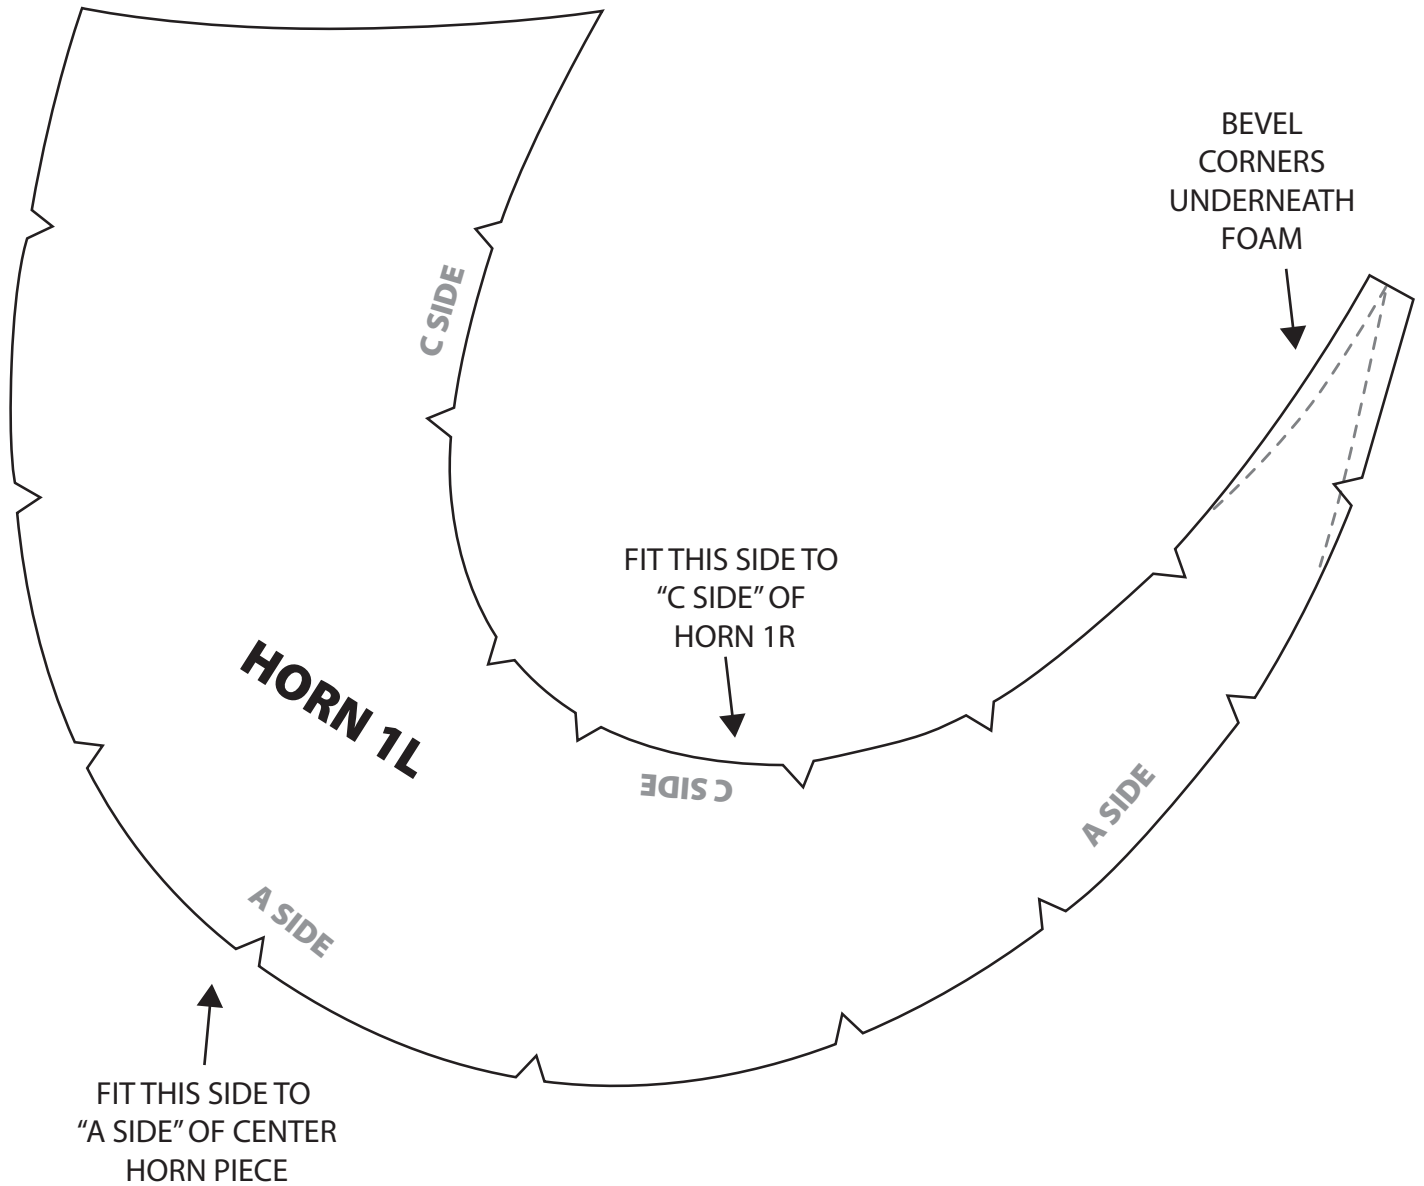 BEVEL
CORNERS
UNDERNEATH
FOAM
C SIDE
FIT THIS SIDE TO
“C SIDE” OF
HORN 1R
HORN 1L
C SIDE
A SIDE
A SIDE
FIT THIS SIDE TO
“A SIDE” OF CENTER
HORN PIECE